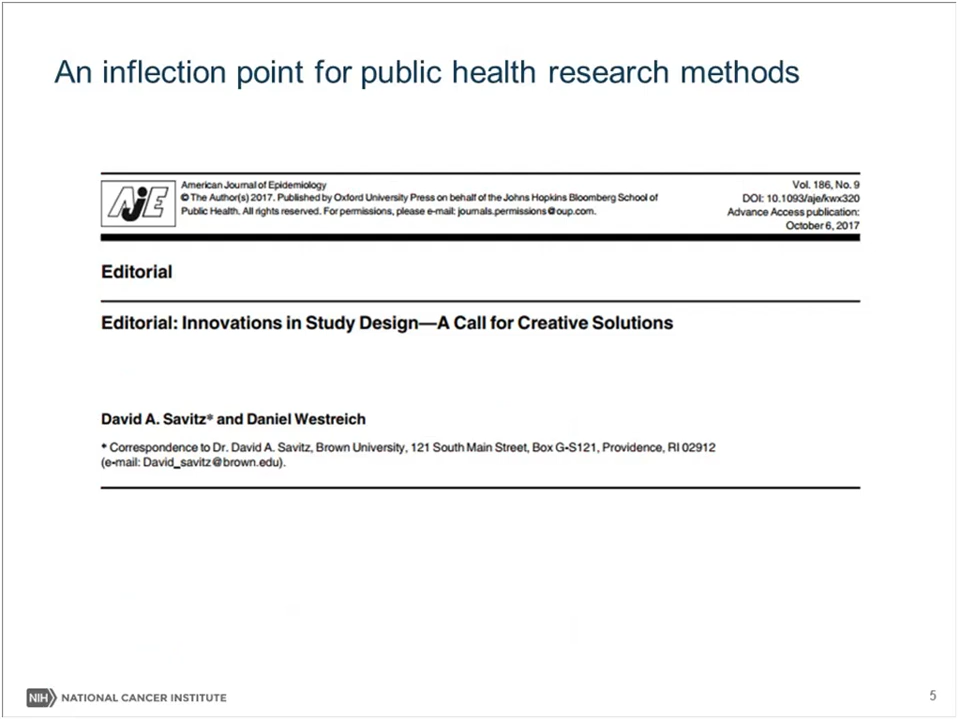 An inflection point for public health research methods
AJE
American Journal of Epidemiology
© The Author(s) 2017. Published by Oxford University Press on behalf of the Johns Hopkins Bloomberg School of
Public Health. All rights reserved. For permissions, please e-mail: journals.permissions@oup.com.
Vol. 186, No. 9
DOI: 10.1093/aje/kwx320
Advance Access publication:
October 6, 2017
Editorial
Editorial: Innovations in Study Design—A Call for Creative Solutions
David A. Savitz* and Daniel Westreich
* Correspondence to Dr. David A. Savitz, Brown University, 121 South Main Street, Box G-S121, Providence, RI 02912
(e-mail: David_savitz@brown.edu).
NIH NATIONAL CANCER INSTITUTE
5